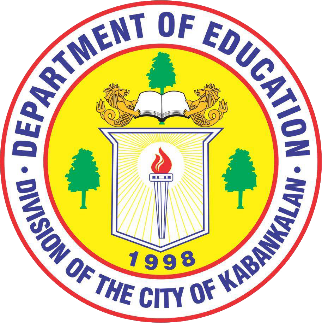 DEPARTMENT OF EDUCATION
1998
DIVISION OF THE CITY OF KABANKALAN